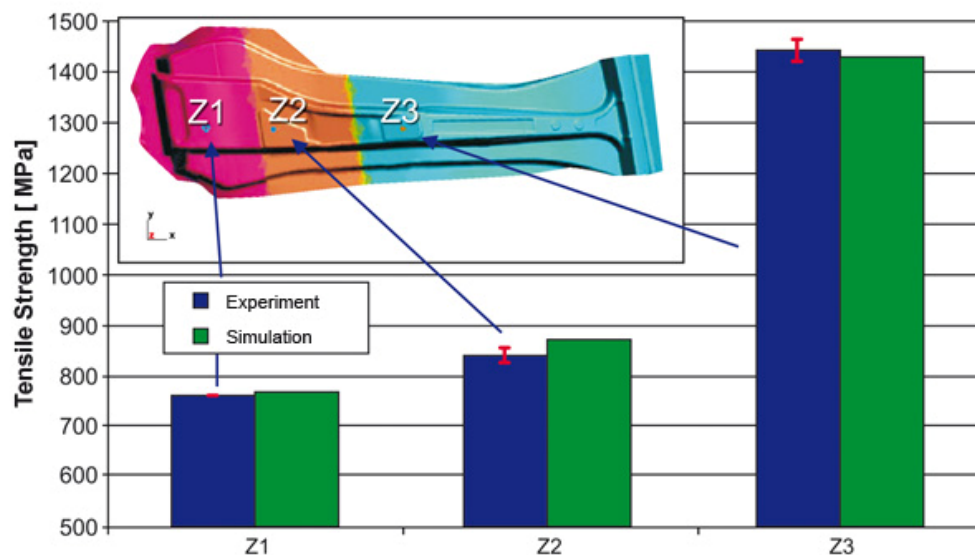 Tensile Strength [ MPa]
1500
1400
1300
1200
1100
1000
900
800
700
600
500
Z1
Z2
Z3
y
z
x
Experiment
Simulation
Z1
Z2
Z3